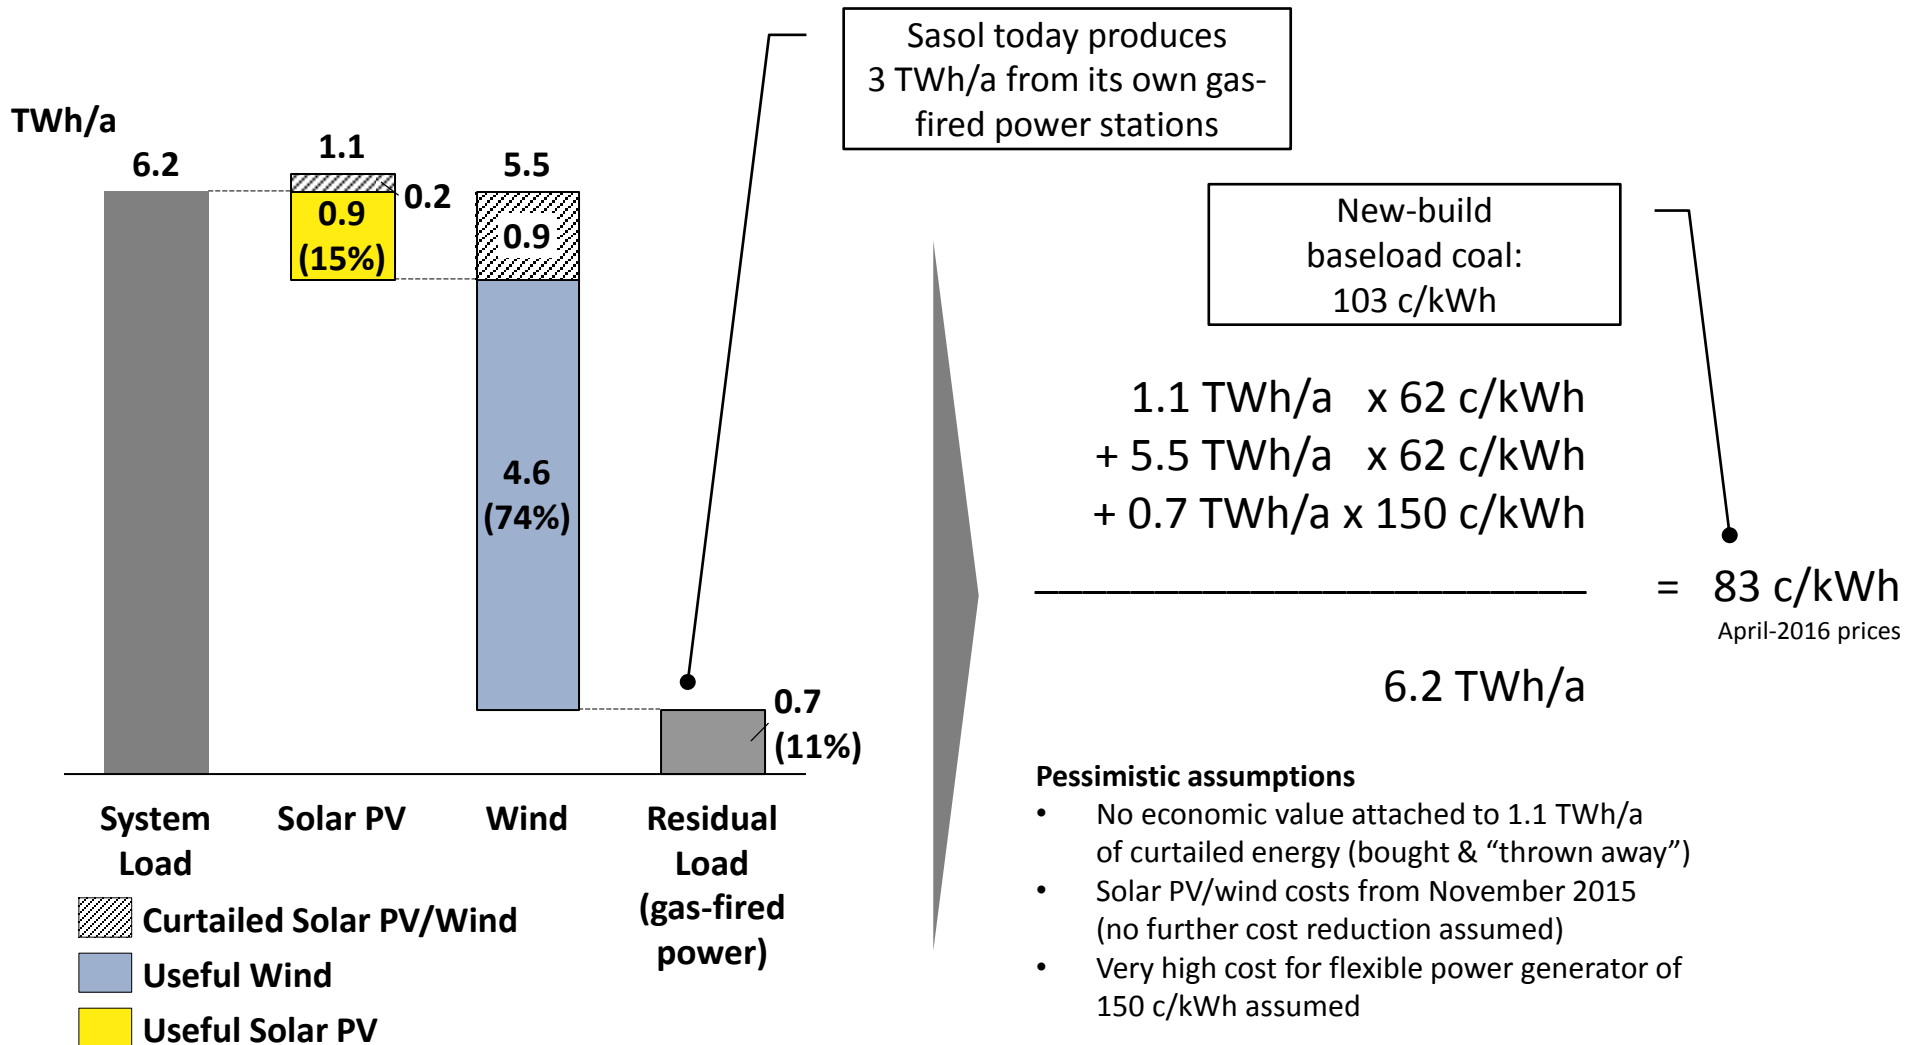 Sasol today produces
3 TWh/a from its own gas-
fired power stations
TWh/a
6.2
1.1
0.2
0.9
(15%)
5.5
0.9
4.6
(74%)
0.7
(11%)
System
Load
Solar PV
Wind
Residual
Load
(gas-fired
power)
Curtailed Solar PV/Wind
Useful Wind
Useful Solar PV
New-build
baseload coal:
103 c/kWh
1.1 TWh/a x 62 c/kWh
+ 5.5 TWh/a x 62 c/kWh
+ 0.7 TWh/a x 150 c/kWh
= 83 c/kWh
April-2016 prices
6.2 TWh/a
Pessimistic assumptions
• No economic value attached to 1.1 TWh/a
of curtailed energy (bought & “thrown away”)
• Solar PV/wind costs from November 2015
(no further cost reduction assumed)
• Very high cost for flexible power generator of
150 c/kWh assumed